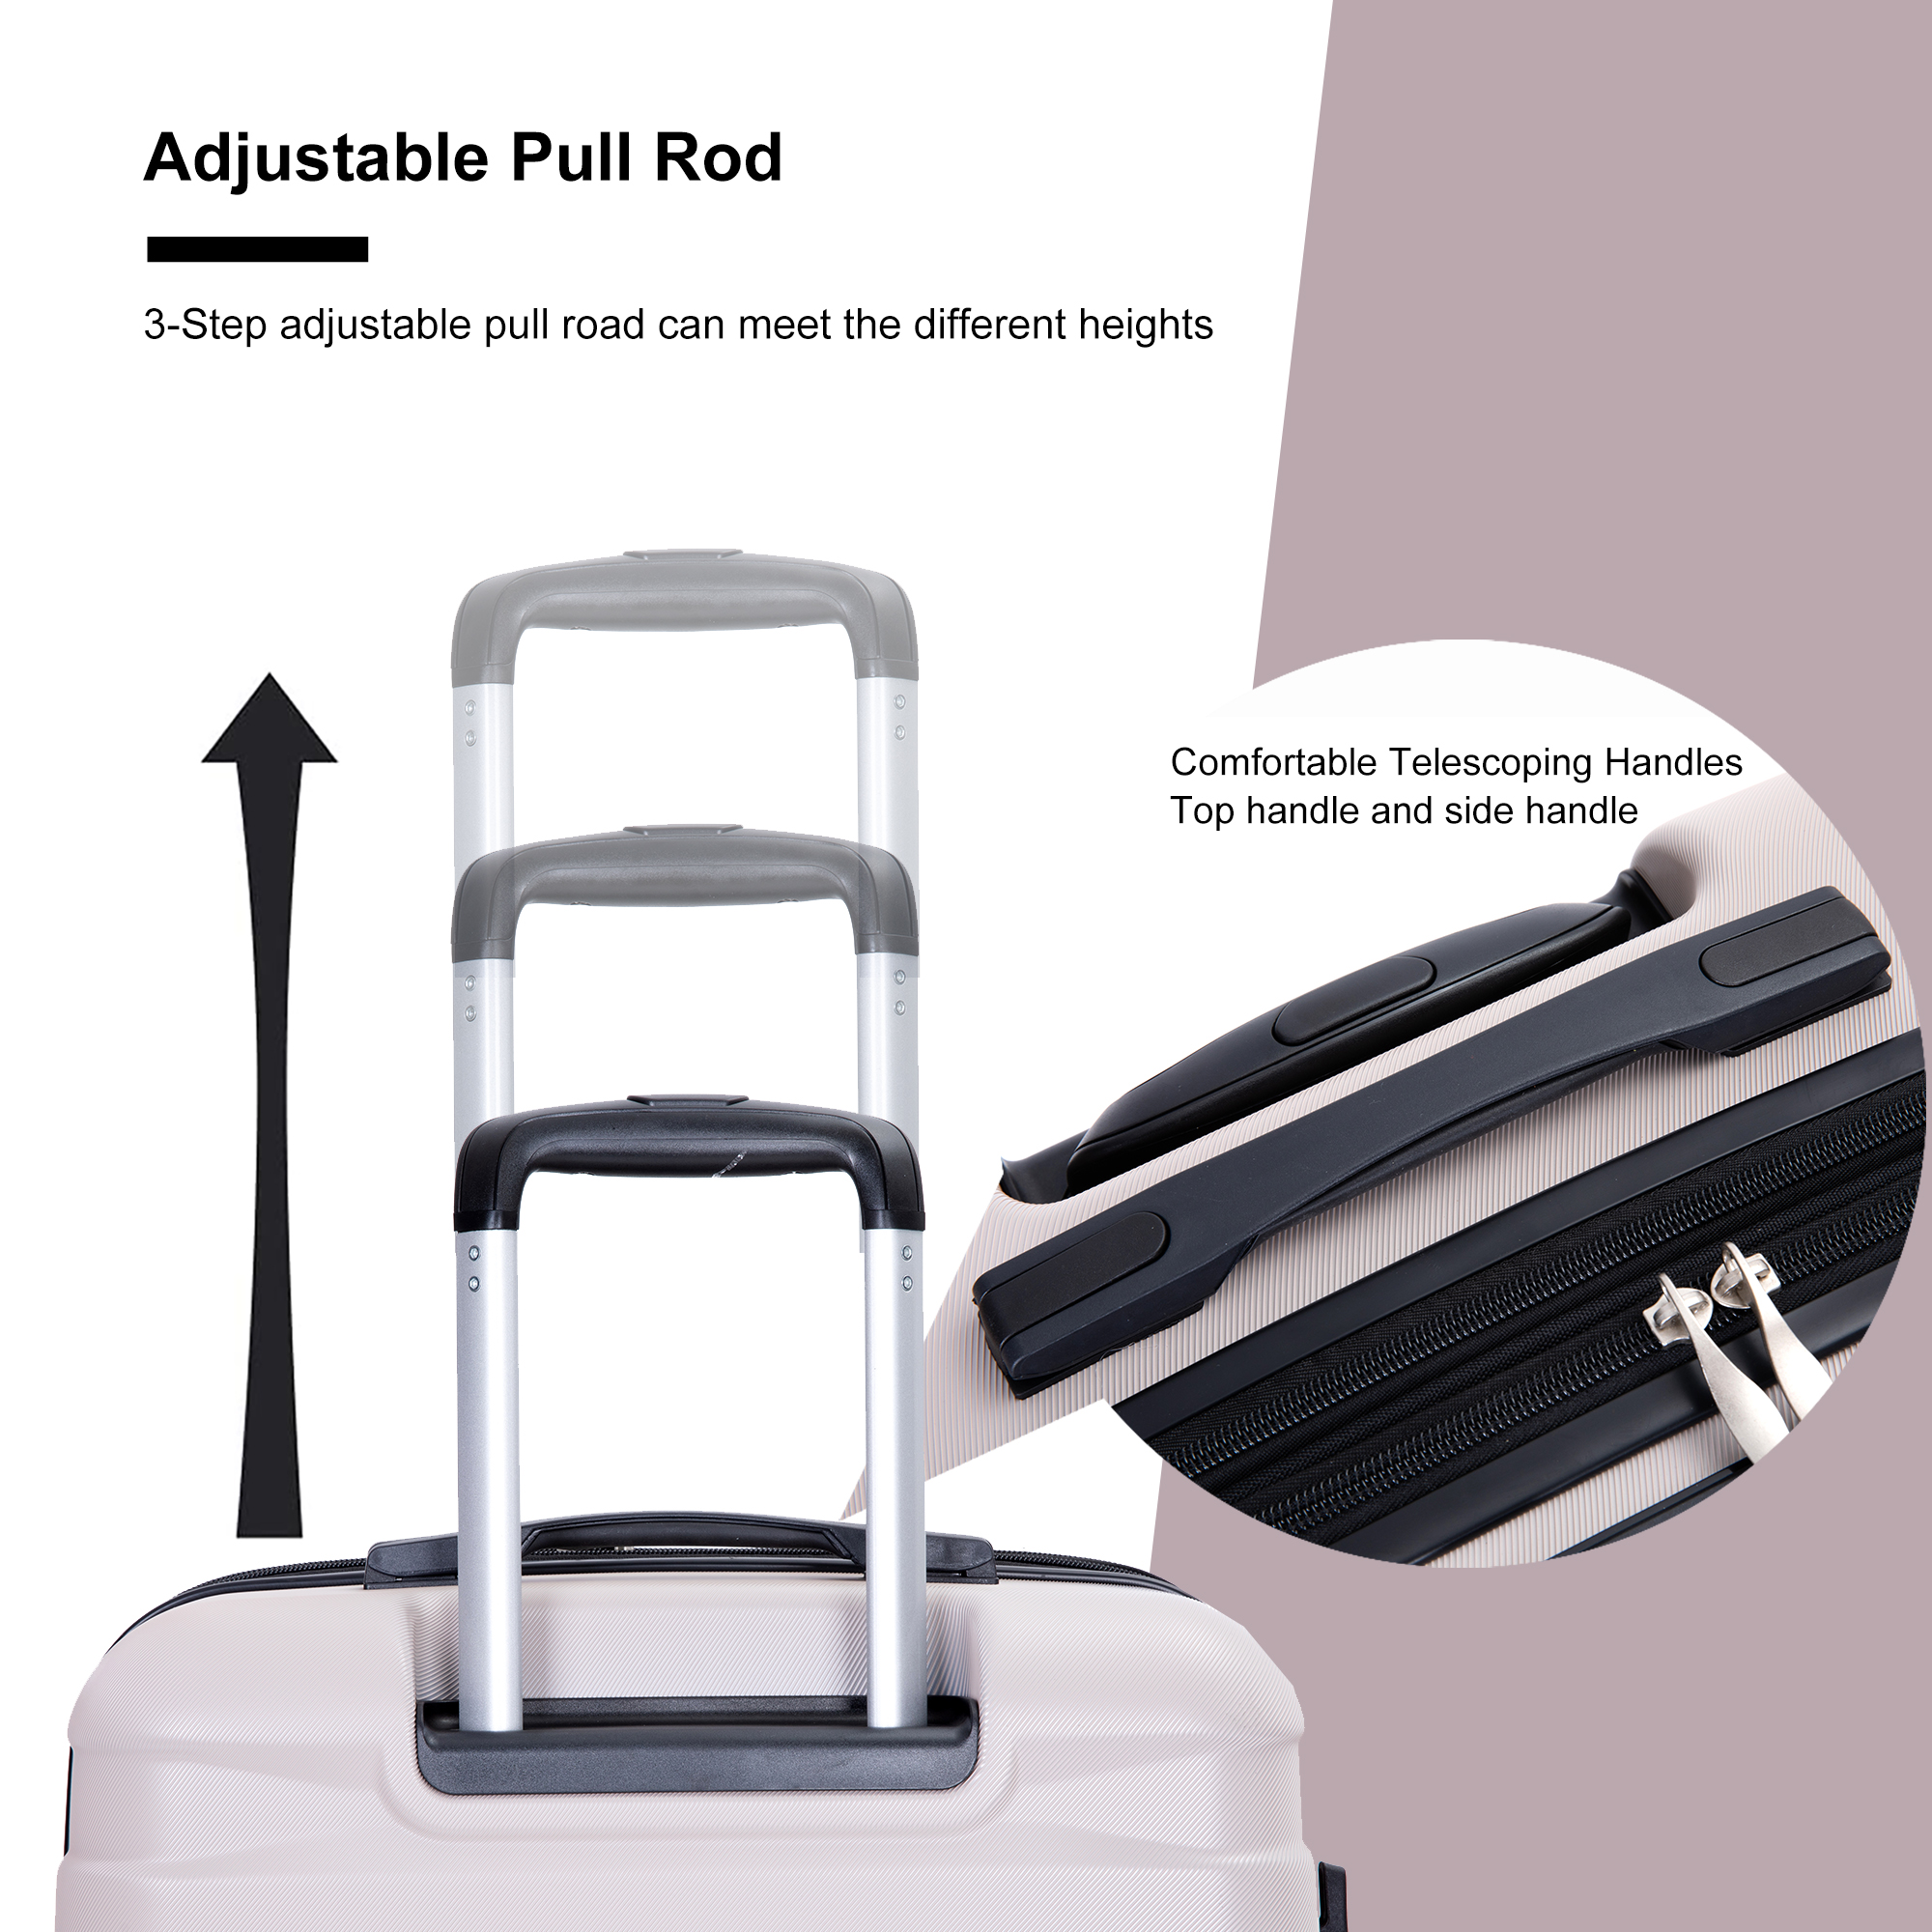 Adjustable Pull Rod
3-Step adjustable pull road can meet the different heights
Comfortable Telescoping Handles
Top handle and side handle